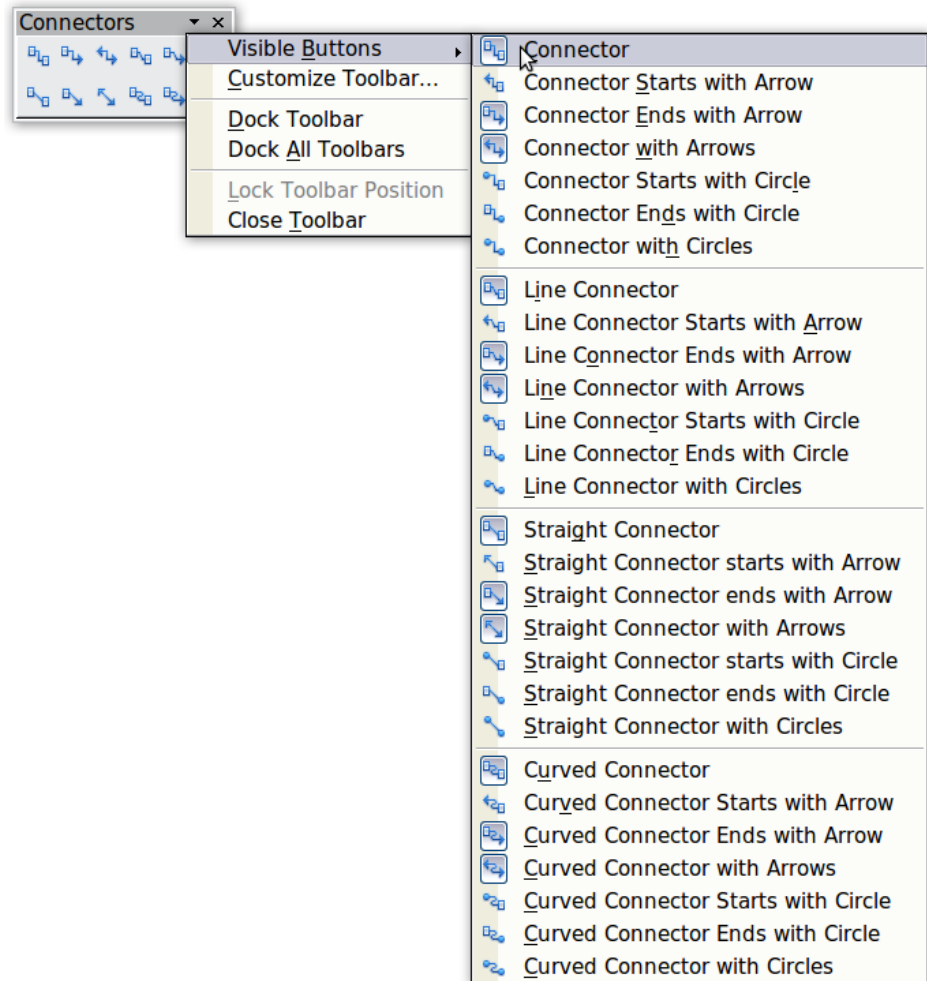 Connectors
Visible Buttons
Customize Toolbar...
Dock Toolbar
Dock All Toolbars
Lock Toolbar Position
Close Toolbar
Connector
Connector Starts with Arrow
Connector Ends with Arrow
Connector with Arrows
Connector Starts with Circle
Connector Ends with Circle
Connector with Circles
Line Connector
Line Connector Starts with Arrow
Line Connector Ends with Arrow
Line Connector with Arrows
Line Connector Starts with Circle
Line Connector Ends with Circle
Line Connector with Circles
Straight Connector
Straight Connector starts with Arrow
Straight Connector ends with Arrow
Straight Connector with Arrows
Straight Connector starts with Circle
Straight Connector ends with Circle
Straight Connector with Circles
Curved Connector
Curved Connector Starts with Arrow
Curved Connector Ends with Arrow
Curved Connector with Arrows
Curved Connector Starts with Circle
Curved Connector Ends with Circle
Curved Connector with Circles